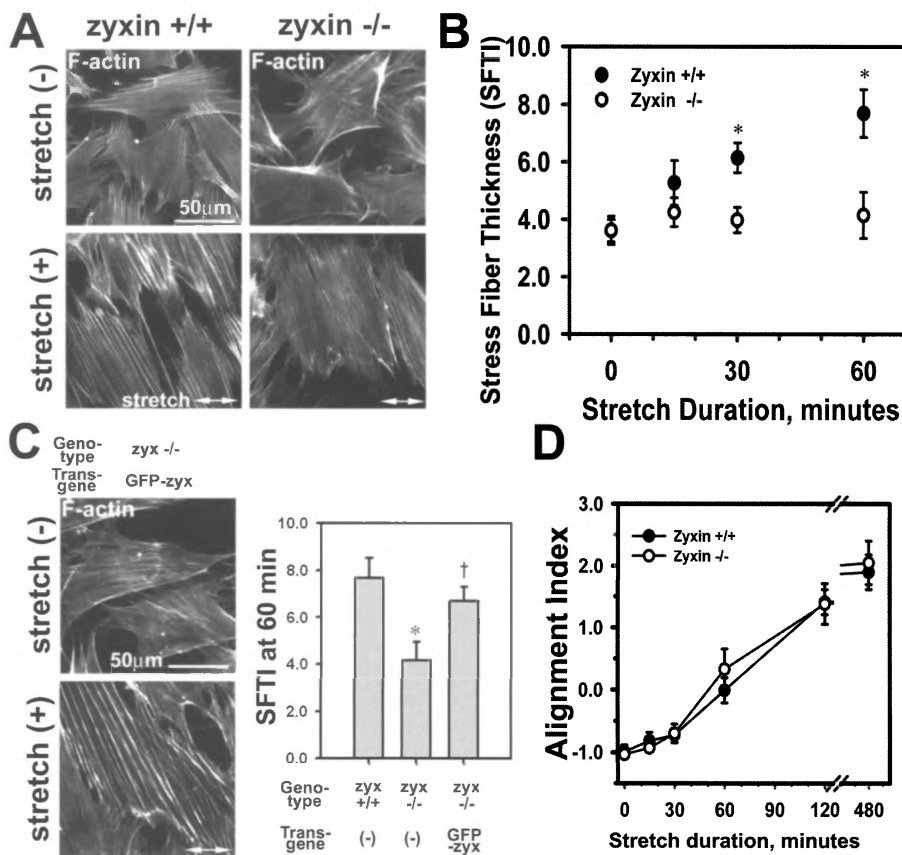 A
zyxin +/+
zyxin -/-
stretch (-)
F-actin
50μm
F-actin
stretch (+)
stretch
B
Stress Fiber Thickness (SFTI)
10.0
8.0
6.0
4.0
2.0
0.0
Zyxin +/+
Zyxin -/-
*
*
0
30
60
Stretch Duration, minutes
C
Geno-
type
zyx -/-
Trans-
gene
GFP-zyx
stretch (-)
F-actin
50μm
stretch (+)
SFTI at 60 min
10.0
8.0
6.0
4.0
2.0
0.0
*
†
Geno-
type
zyx
+/+
zyx
-/-
zyx
-/-
Trans-
gene
(-)
(-)
GFP
-zyx
D
Alignment Index
3.0
2.0
1.0
0.0
-1.0
Zyxin +/+
Zyxin -/-
0
30
60
90
120
480
Stretch duration, minutes